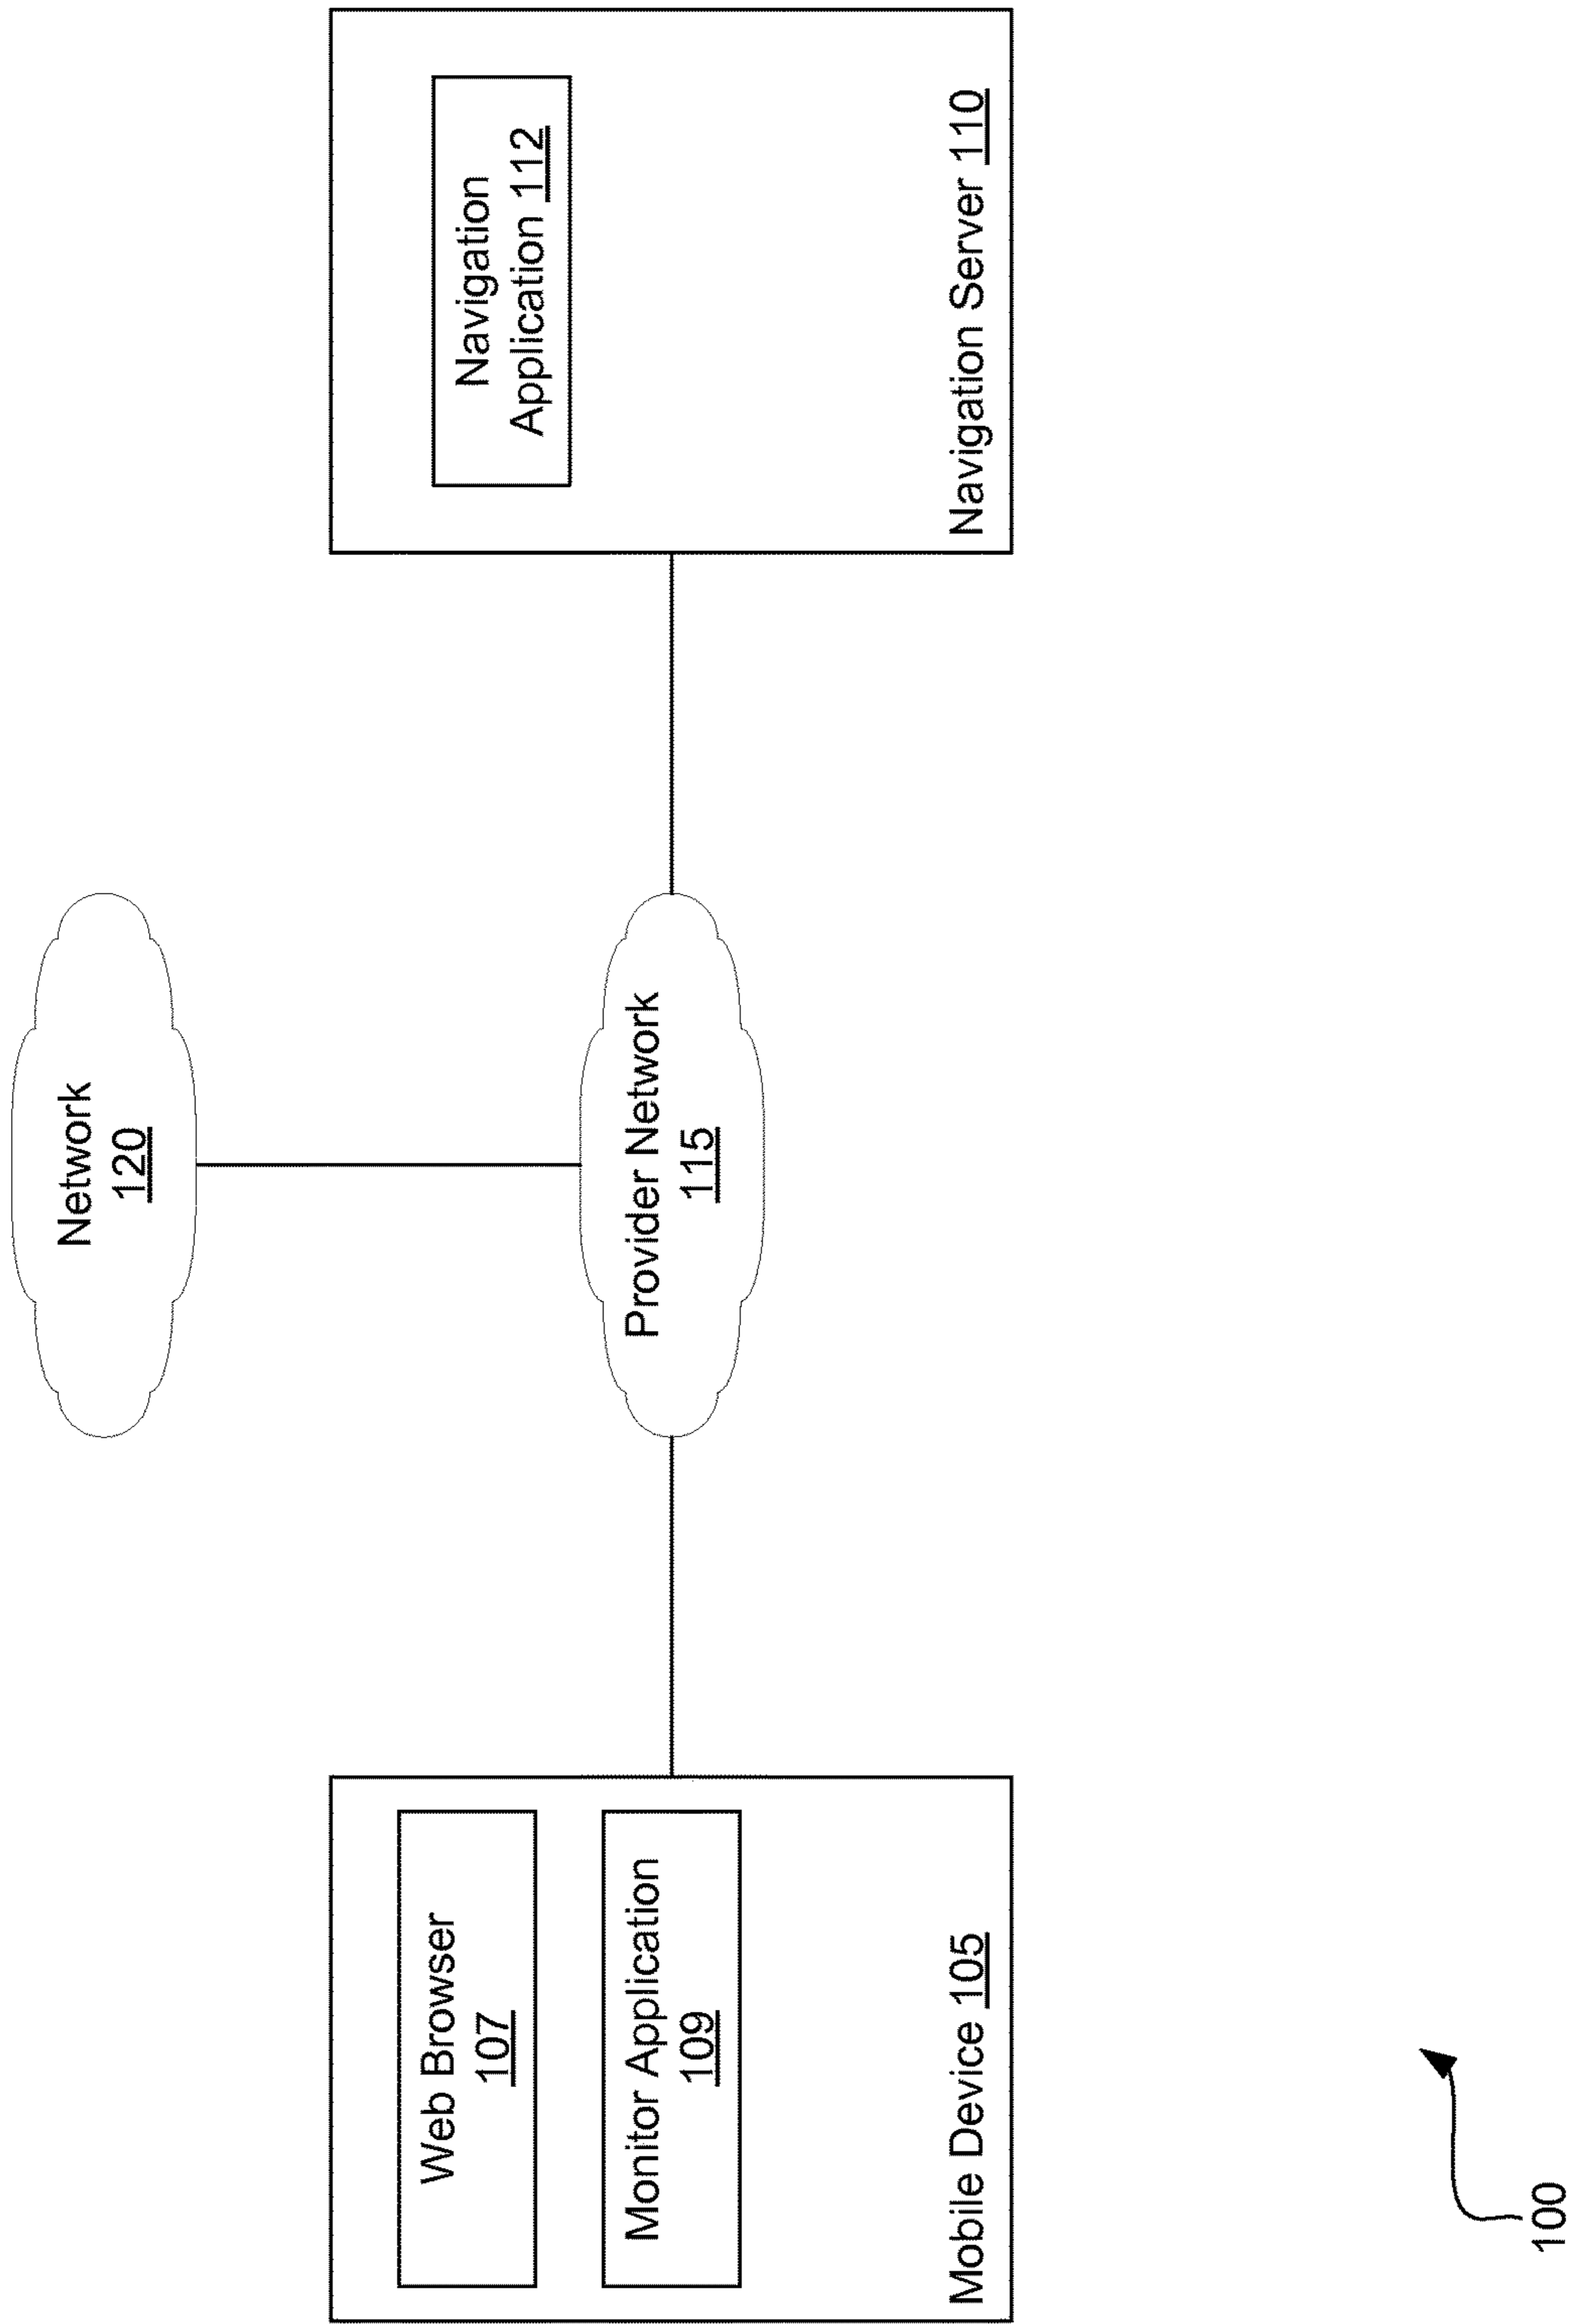 Network
120
Web Browser
107
Monitor Application
109
Mobile Device 105
Provider Network
115
Navigation
Application 112
Navigation Server 110
100